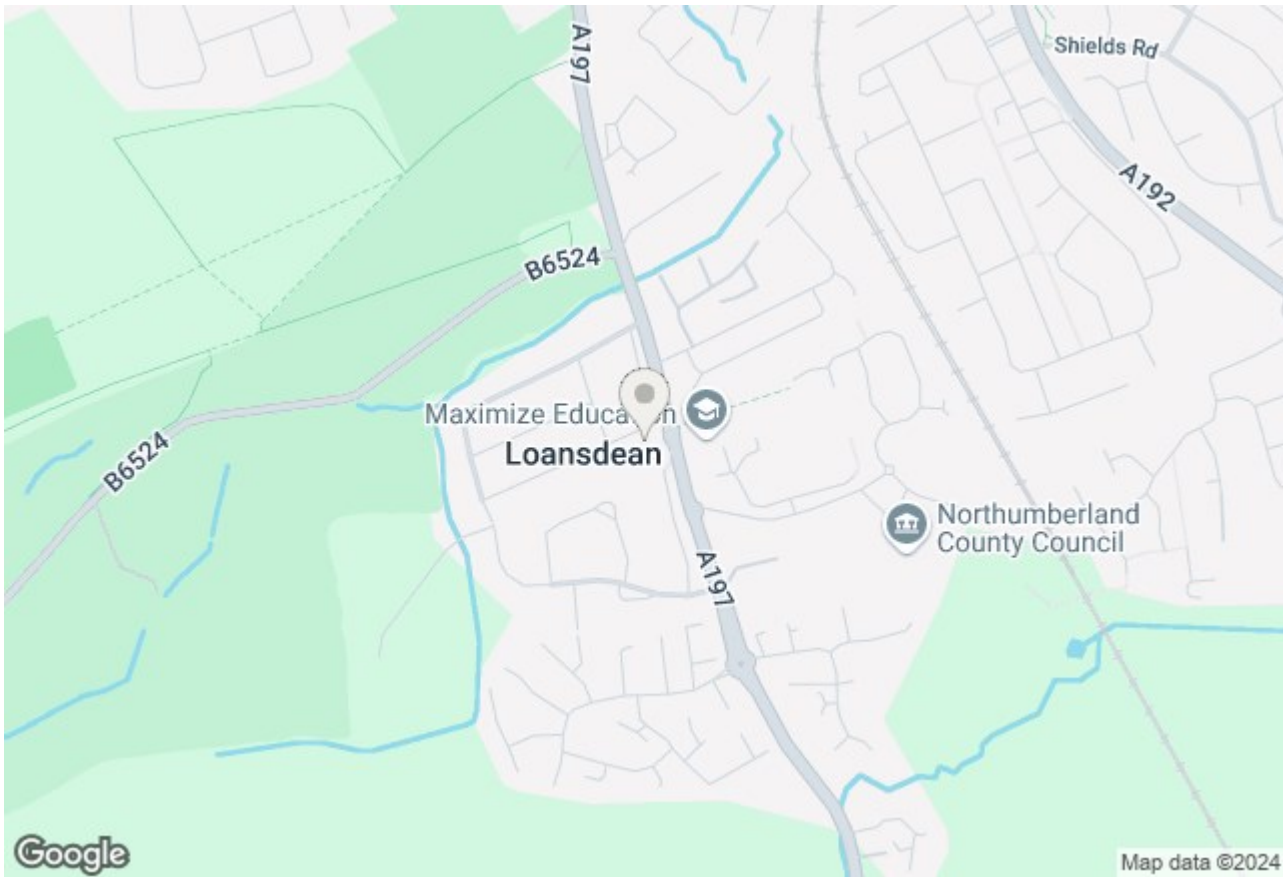 A197
Shields Rd
A192
B6524
Maximize Education
Loansdean
B6524
Northumberland
County Council
A197
Google
Map data ©2024